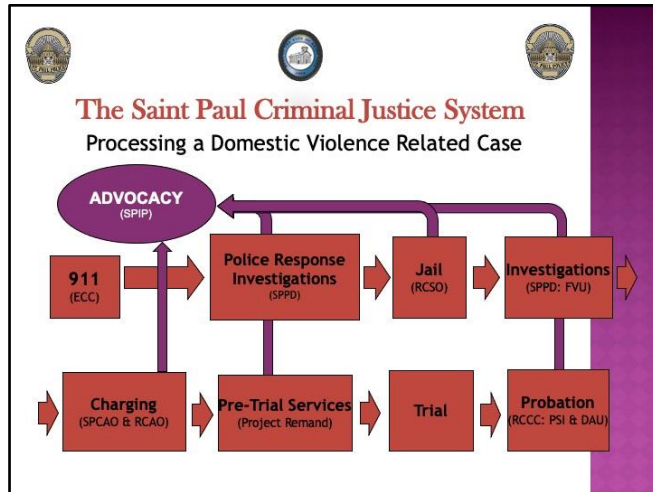 The Saint Paul Criminal Justice System
Processing a Domestic Violence Related Case
ADVOCACY
(SPIP)
911
(ECC)
Police Response
Investigations
(SPPD)
Jail
(RCSO)
Investigations
(SPPD: FVU)
Charging
(SPCAO & RCAO)
Pre-Trial Services
(Project Remand)
Trial
Probation
(RCCC: PSI & DAU)